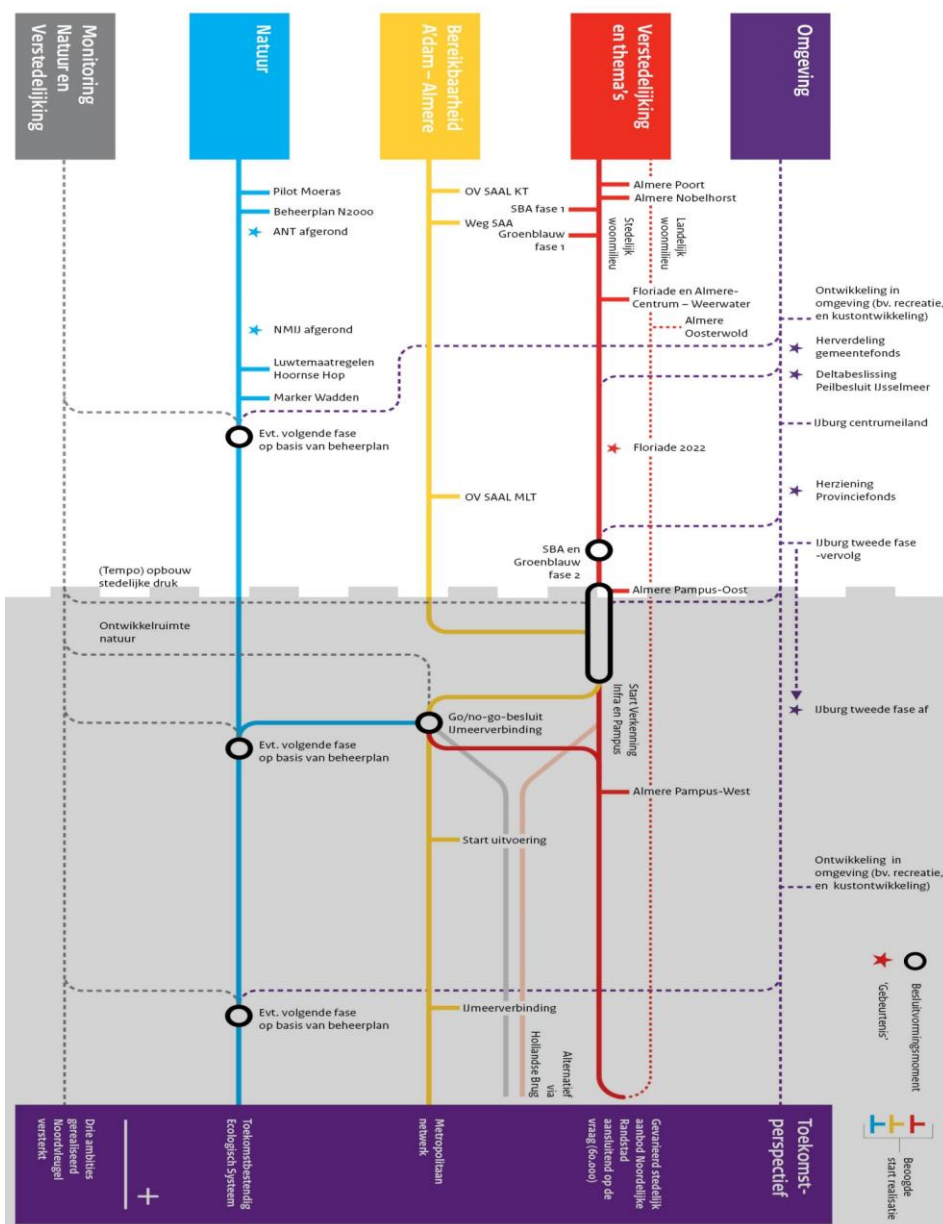 Monitoring
Natuur en
Verstedelijking
Natuur
Bereikbaarheid
A'dam – Almere
Verstedelijking
en thema's
Omgeving
Pilot Moeras
Beheerplan N2000
ANT afgerond
NMIJ afgerond
Luwtemaatregelen
Hoornse Hop
Marker Wadden
Evt. volgende fase
op basis van beheerplan
(Tempo) opbouw
stedelijke druk
Ontwikkelruimte
natuur
Evt. volgende fase
op basis van beheerplan
Evt. volgende fase
op basis van beheerplan
OV SAAL KT
Weg SAA
OV SAAL MLT
Go/no-go-besluit
IJmeerverbinding
Start uitvoering
IJmeerverbinding
SBA fase 1
Groenblauw
fase 1
Stedelijk
woonmilieu
Landelijk
woonmilieu
Almere Poort
Almere Nobelhorst
Floriade en Almere-
Centrum – Weerwater
Almere
Oosterwold
Floriade 2022
SBA en
Groenblauw
fase 2
Almere Pampus-Oost
Start Verkenning
Infra en Pampus
Almere Pampus-West
Alternatief
via
Hollandse Brug
Ontwikkeling in
omgeving (bv. recreatie,
en kustontwikkeling)
Herverdeling
gemeentefonds
Deltabeslissing
Peilbesluit IJsselmeer
IJburg centrumeiland
Herziening
Provinciefonds
IJburg tweede fase
-vervolg
IJburg tweede fase af
Ontwikkeling in
omgeving (bv. recreatie,
en kustontwikkeling)
Besluitvormingsmoment
'Gebeurtenis'
Beoogde
start realisatie
Drie ambities
gerealiseerd
Noordvleugel
versterkt
+
Toekomstbestendig
Ecologisch Systeem
Metropolitaan
netwerk
Gevarieerd stedelijk
aanbod Noordelijke
Randstad
aansluitend op de
vraag (60.000)
Toekomst-
perspectief